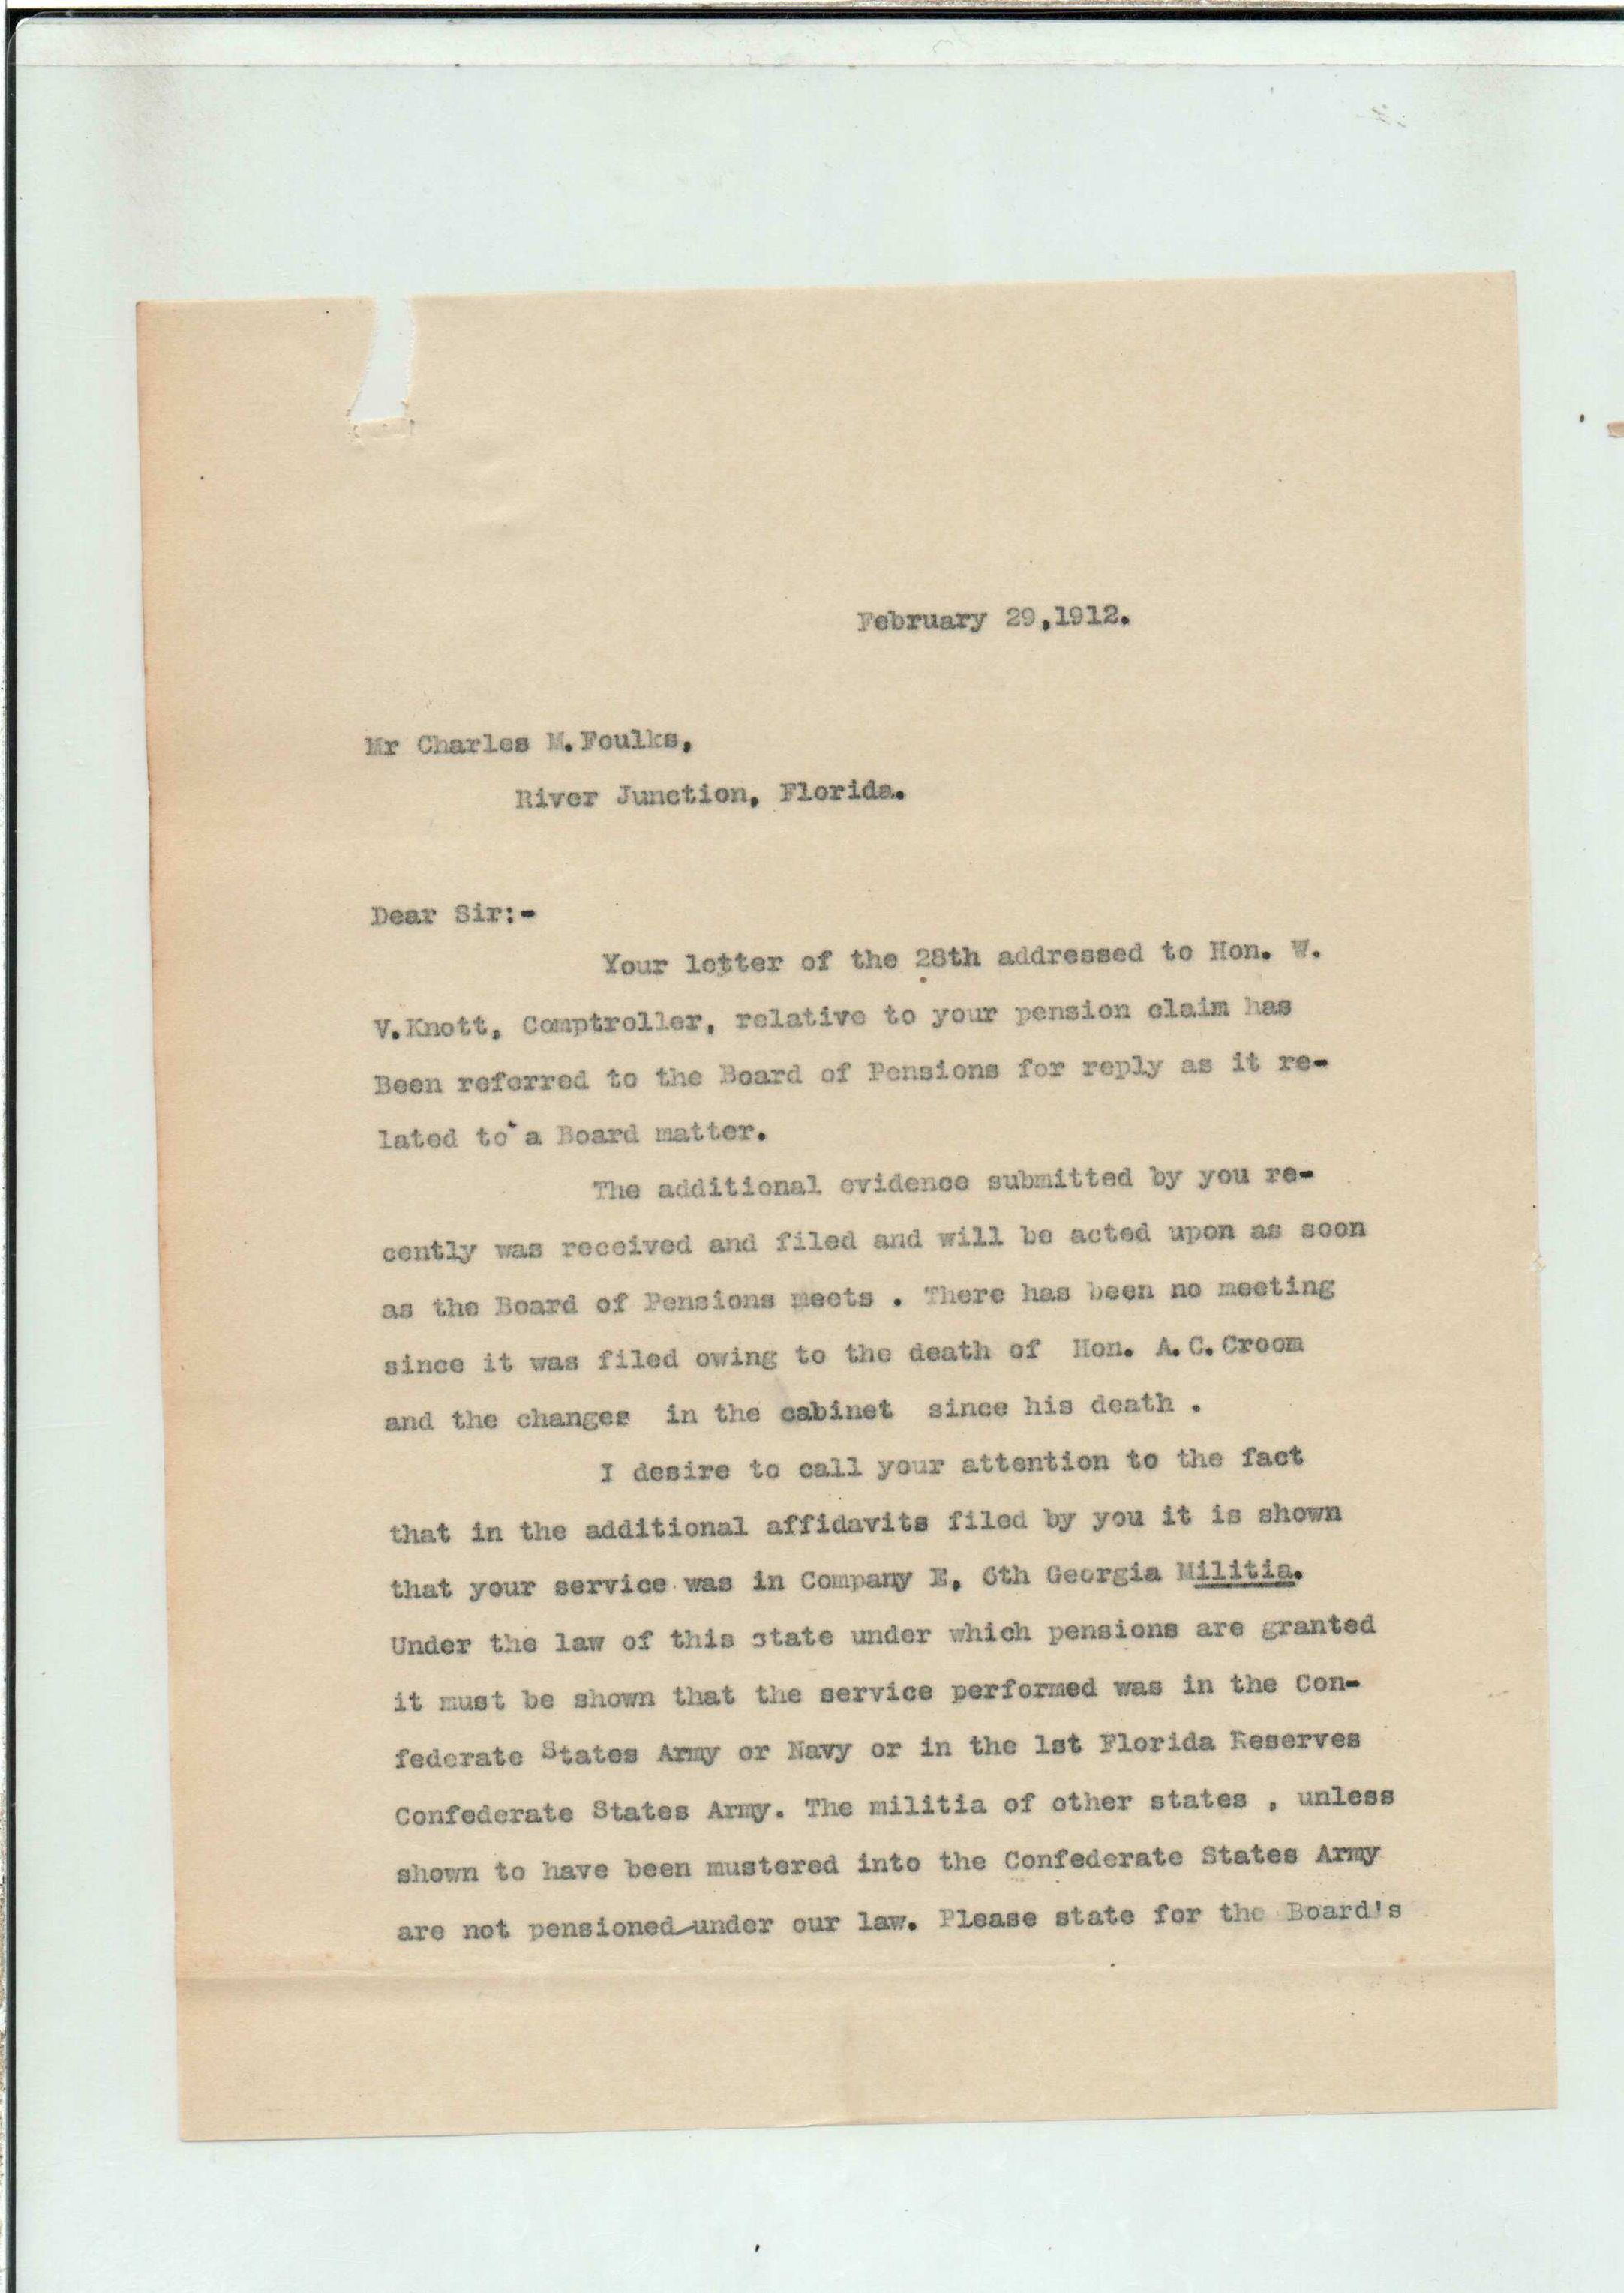 February 29,1912.
Mr Charles M.Foulks,
River Junction, Florida.
Dear Sir:-
Your letter of the 28th addressed to Hon. W.
V.Knott, Comptroller, relative to your pension claim has
Been referred to the Board of Pensions for reply as it re-
lated to a Board matter.
The additional evidence submitted by you re-
cently was received and filed and will be acted upon as soon
as the Board of Pensions meets . There has been no meeting
since it was filed owing to the death of Hon. A.C.Croom
and the changes in the cabinet since his death .
I desire to call your attention to the fact
that in the additional affidavits filed by you it is shown
that your service was in Company E, 6th Georgia Militia.
Under the law of this state under which pensions are granted
it must be shown that the service performed was in the Con-
federate States Army or Navy or in the 1st Florida Reserves
Confederate States Army. The militia of other states , unless
shown to have been mustered into the Confederate States Army
are not pensioned under our law. Please state for the Board's